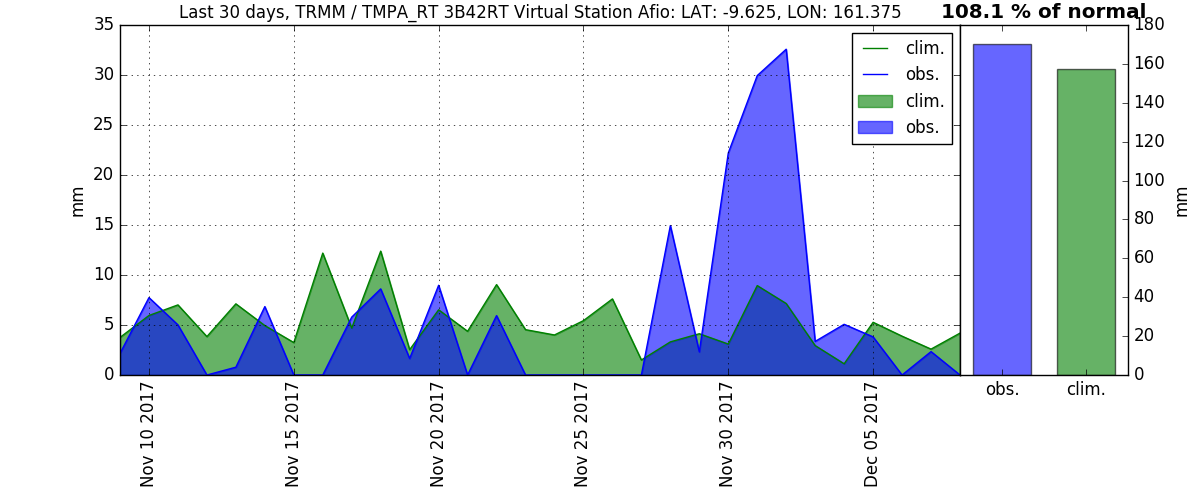 Last 30 days, TRMM / TMPA_RT 3B42RT Virtual Station Afio: LAT: -9.625, LON: 161.375
108.1 % of normal
35
30
25
20
15
10
5
0
mm
clim.
obs.
clim.
obs.
Nov 10 2017
Nov 15 2017
Nov 20 2017
Nov 25 2017
Nov 30 2017
Dec 05 2017
180
160
140
120
100
80
60
40
20
0
mm
obs.
clim.